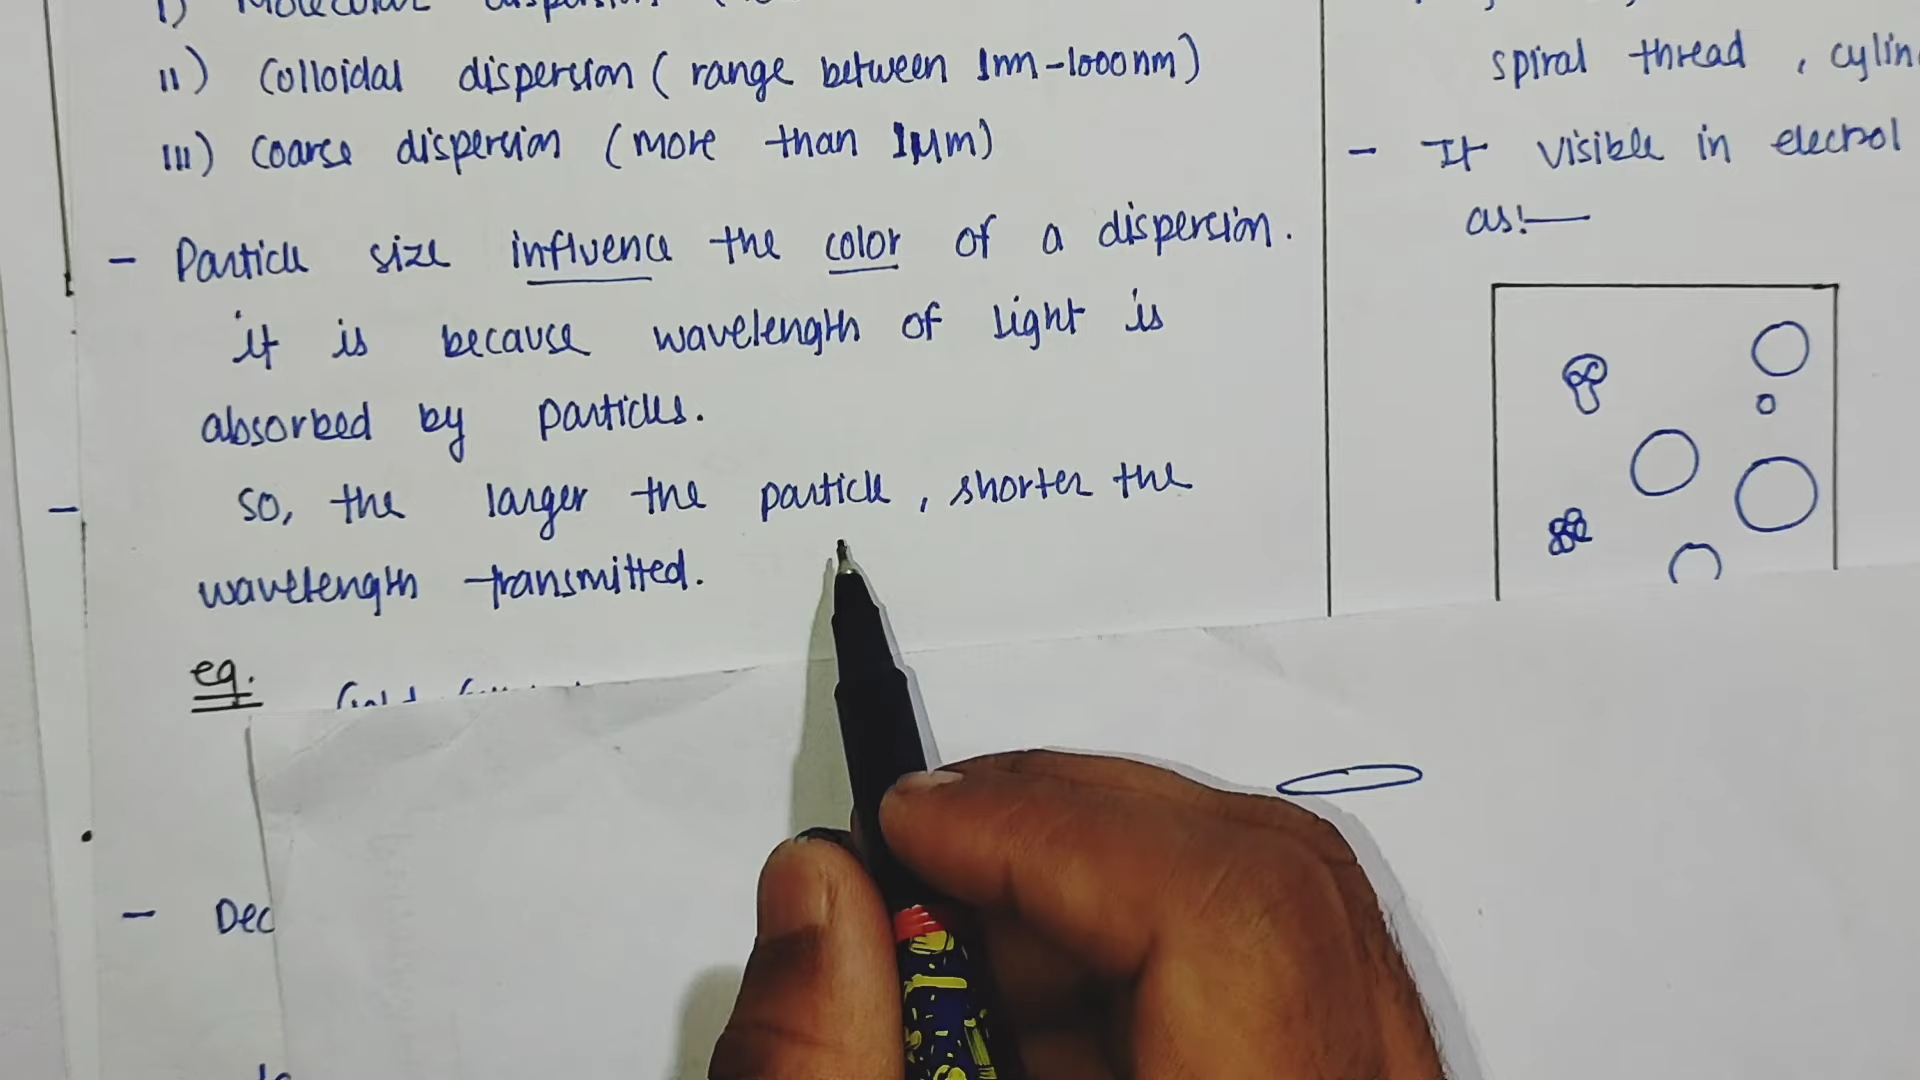 II) Colloidal dispersion (range between 1nm-1000nm)
III) Coarse dispersion (more than 1μm)
- Particle size influence the color of a dispersion.
it is because wavelength of light is
absorbed by particles.
so, the larger the particle, shorter the
wavelength transmitted.
eg.
- Dec
spiral thread, cylin
- It visible in electrol
as:—